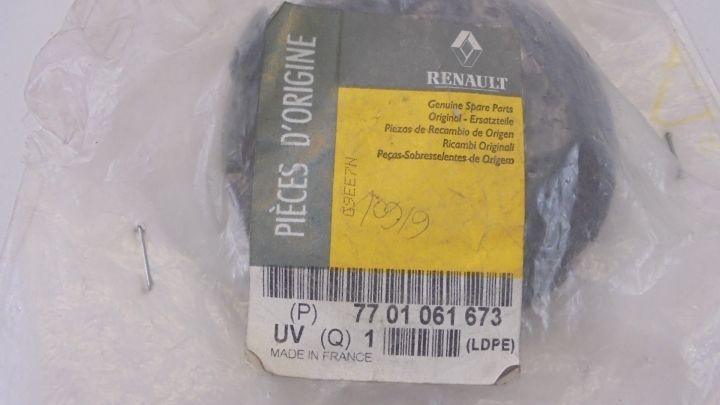 PIÈCES D'ORIGINE
RENAULT
Genuine Spare Parts
Original - Ersatzteile
Piezas de Recambio de Origen
Ricambi Originali
Peças-Sobresselentes de Origem
G9EE7N
(P) 77 01 061 673
UV (Q) 1 (LDPE)
MADE IN FRANCE